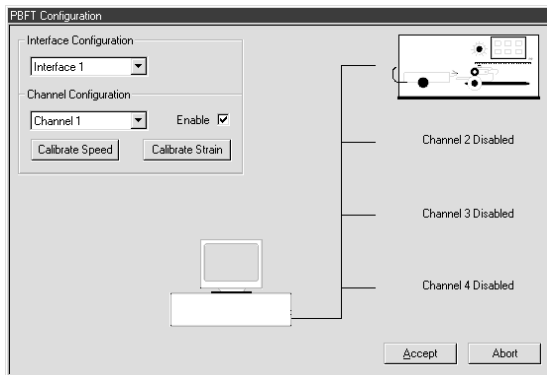 PBFT Configuration
Interface Configuration
Interface 1
Channel Configuration
Channel 1
Enable
Calibrate Speed
Calibrate Strain
Channel 2 Disabled
Channel 3 Disabled
Channel 4 Disabled
Accept
Abort